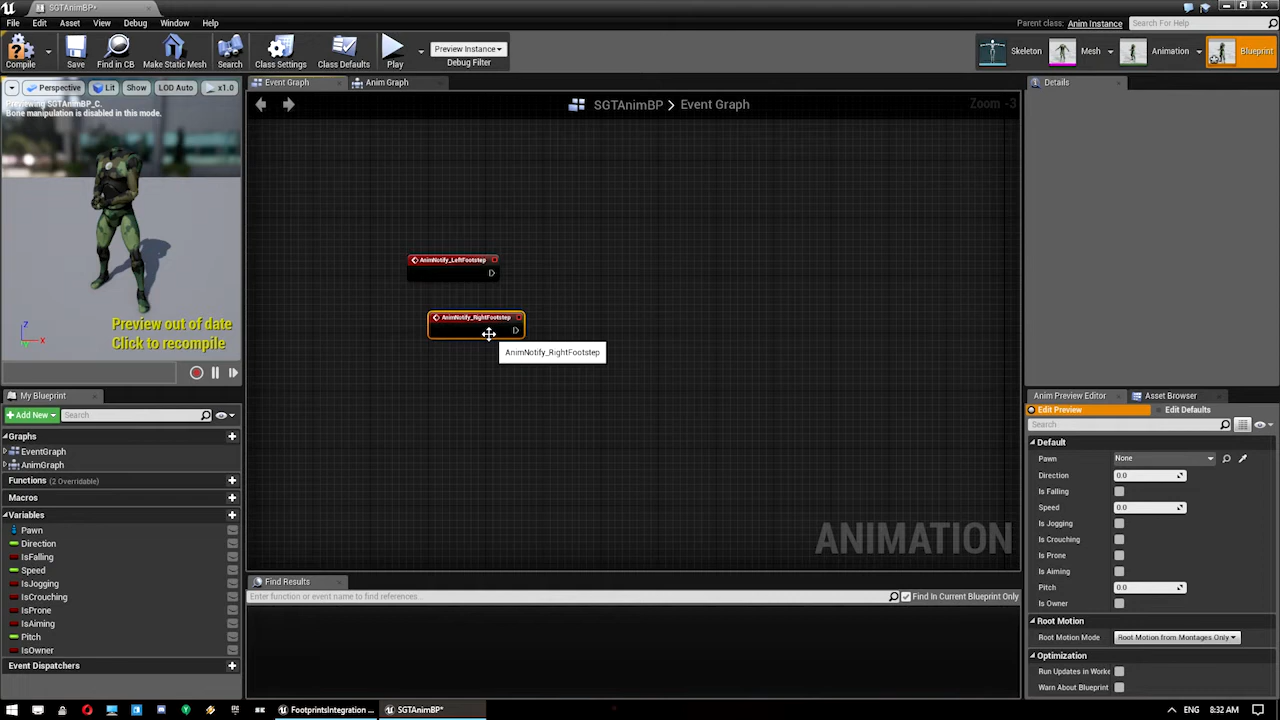 SGTAnimBP*
File Edit Asset View Debug Window Help
Parent class: Anim Instance Search For Help
Compile Save Find in CB Make Static Mesh Search Class Settings Class Defaults Play Preview Instance Debug Filter
Skeleton Mesh Animation Blueprint
Perspective Lit Show LOD Auto x1.0
Previewing SGTAnimBP_C.
Bone manipulation is disabled in this mode.
Preview out of date
Click to recompile
Z
X
Event Graph Anim Graph
SGTAnimBP > Event Graph
Zoom -3
AnimNotify_LeftFootstep
AnimNotify_RightFootstep
AnimNotify_RightFootstep
ANIMATION
Details
My Blueprint
Add New Search
Graphs
EventGraph
AnimGraph
Functions (2 Overridable)
Macros
Variables
Pawn
Direction
IsFalling
Speed
IsJogging
IsCrouching
IsProne
IsAiming
Pitch
IsOwner
Event Dispatchers
Find Results
Enter function or event name to find references... Find In Current Blueprint Only
Anim Preview Editor Asset Browser
Edit Preview Edit Defaults
Search
Default
Pawn None
Direction 0.0
Is Falling
Speed 0.0
Is Jogging
Is Crouching
Is Prone
Is Aiming
Pitch 0.0
Is Owner
Root Motion
Root Motion Mode Root Motion from Montages Only
Optimization
Run Updates in Worke
Warn About Blueprint
FootprintsIntegration ... SGTAnimBP* 8:32 AM